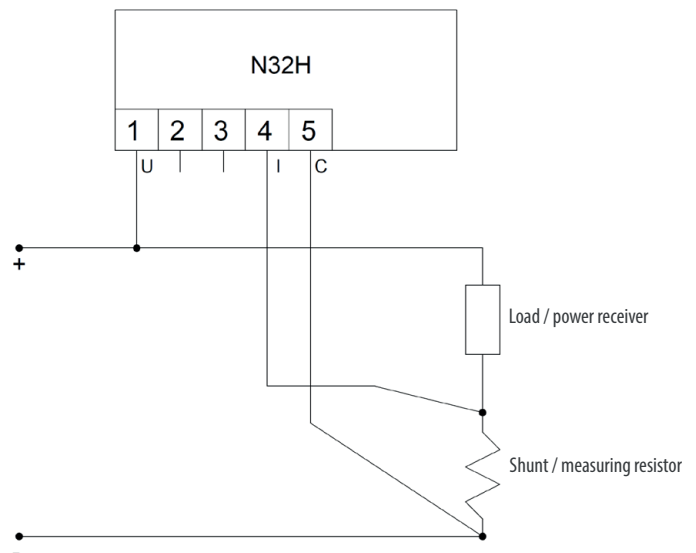 N32H
1 2 3 4 5
U I C
+
Load / power receiver
Shunt / measuring resistor
-